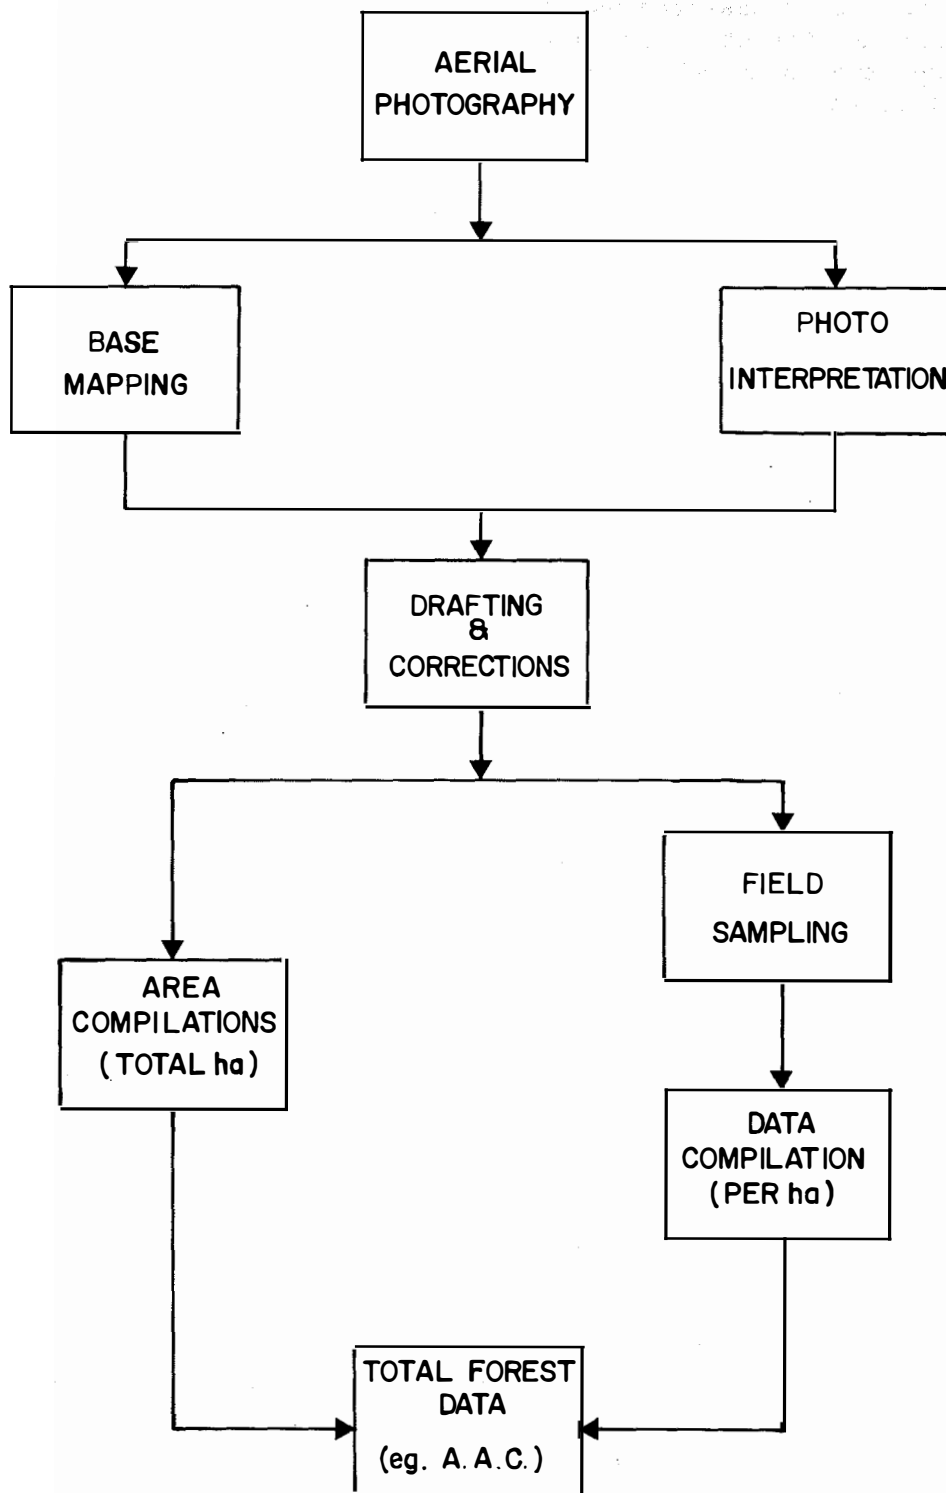 AERIAL
PHOTOGRAPHY
BASE
MAPPING
PHOTO
INTERPRETATION
DRAFTING
&
CORRECTIONS
FIELD
SAMPLING
AREA
COMPILATIONS
(TOTAL ha)
DATA
COMPILATION
(PER ha)
TOTAL FOREST
DATA
(eg. A.A.C.)